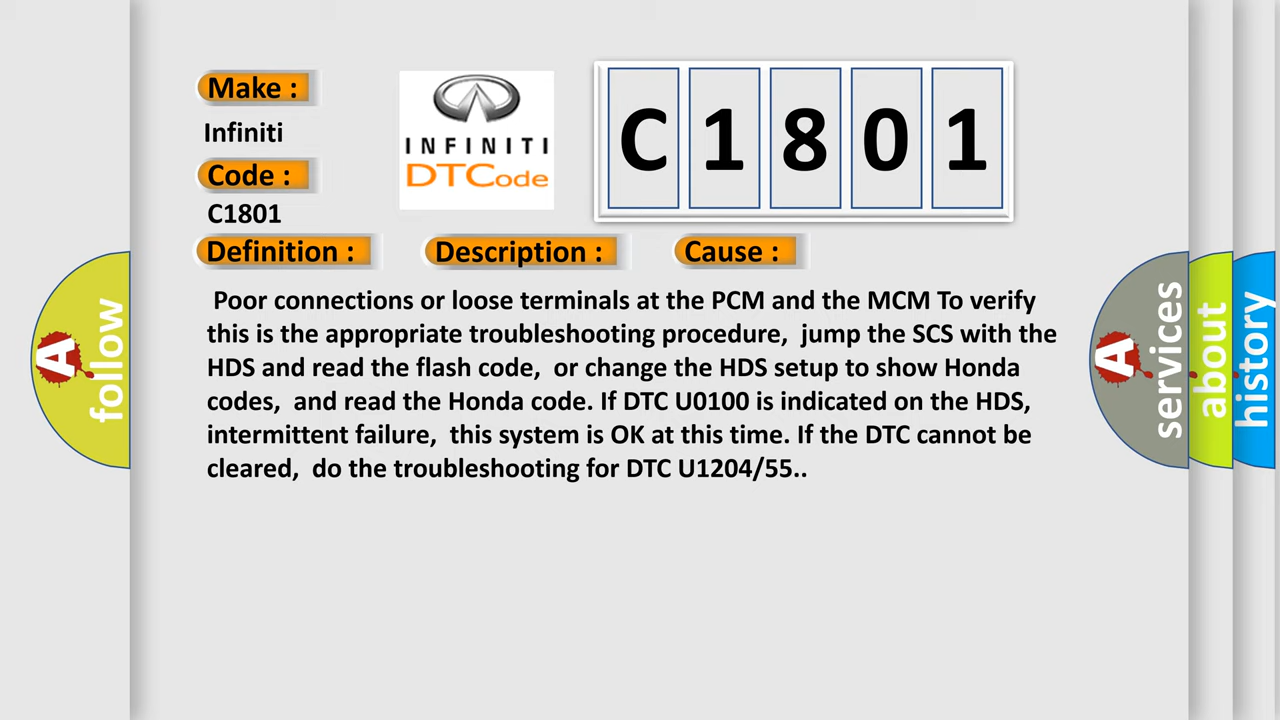 Make :
Infiniti
Code :
C1801
INFINITI
DTCode
C1801
Definition :
Description :
Cause :
Poor connections or loose terminals at the PCM and the MCM To verify
this is the appropriate troubleshooting procedure, jump the SCS with the
HDS and read the flash code, or change the HDS setup to show Honda
codes, and read the Honda code. If DTC U0100 is indicated on the HDS,
intermittent failure, this system is OK at this time. If the DTC cannot be
cleared, do the troubleshooting for DTC U1204/55..
A follow
A services
about
history